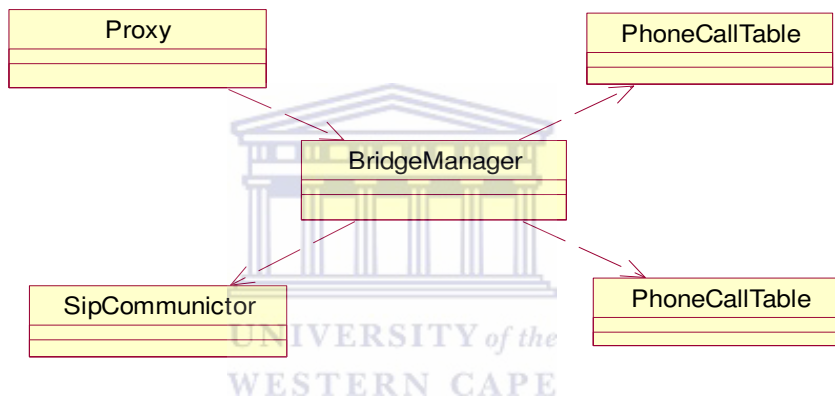 Proxy
PhoneCallTable
BridgeManager
SipCommunictor
PhoneCallTable
UNIVERSITY of the
WESTERN CAPE